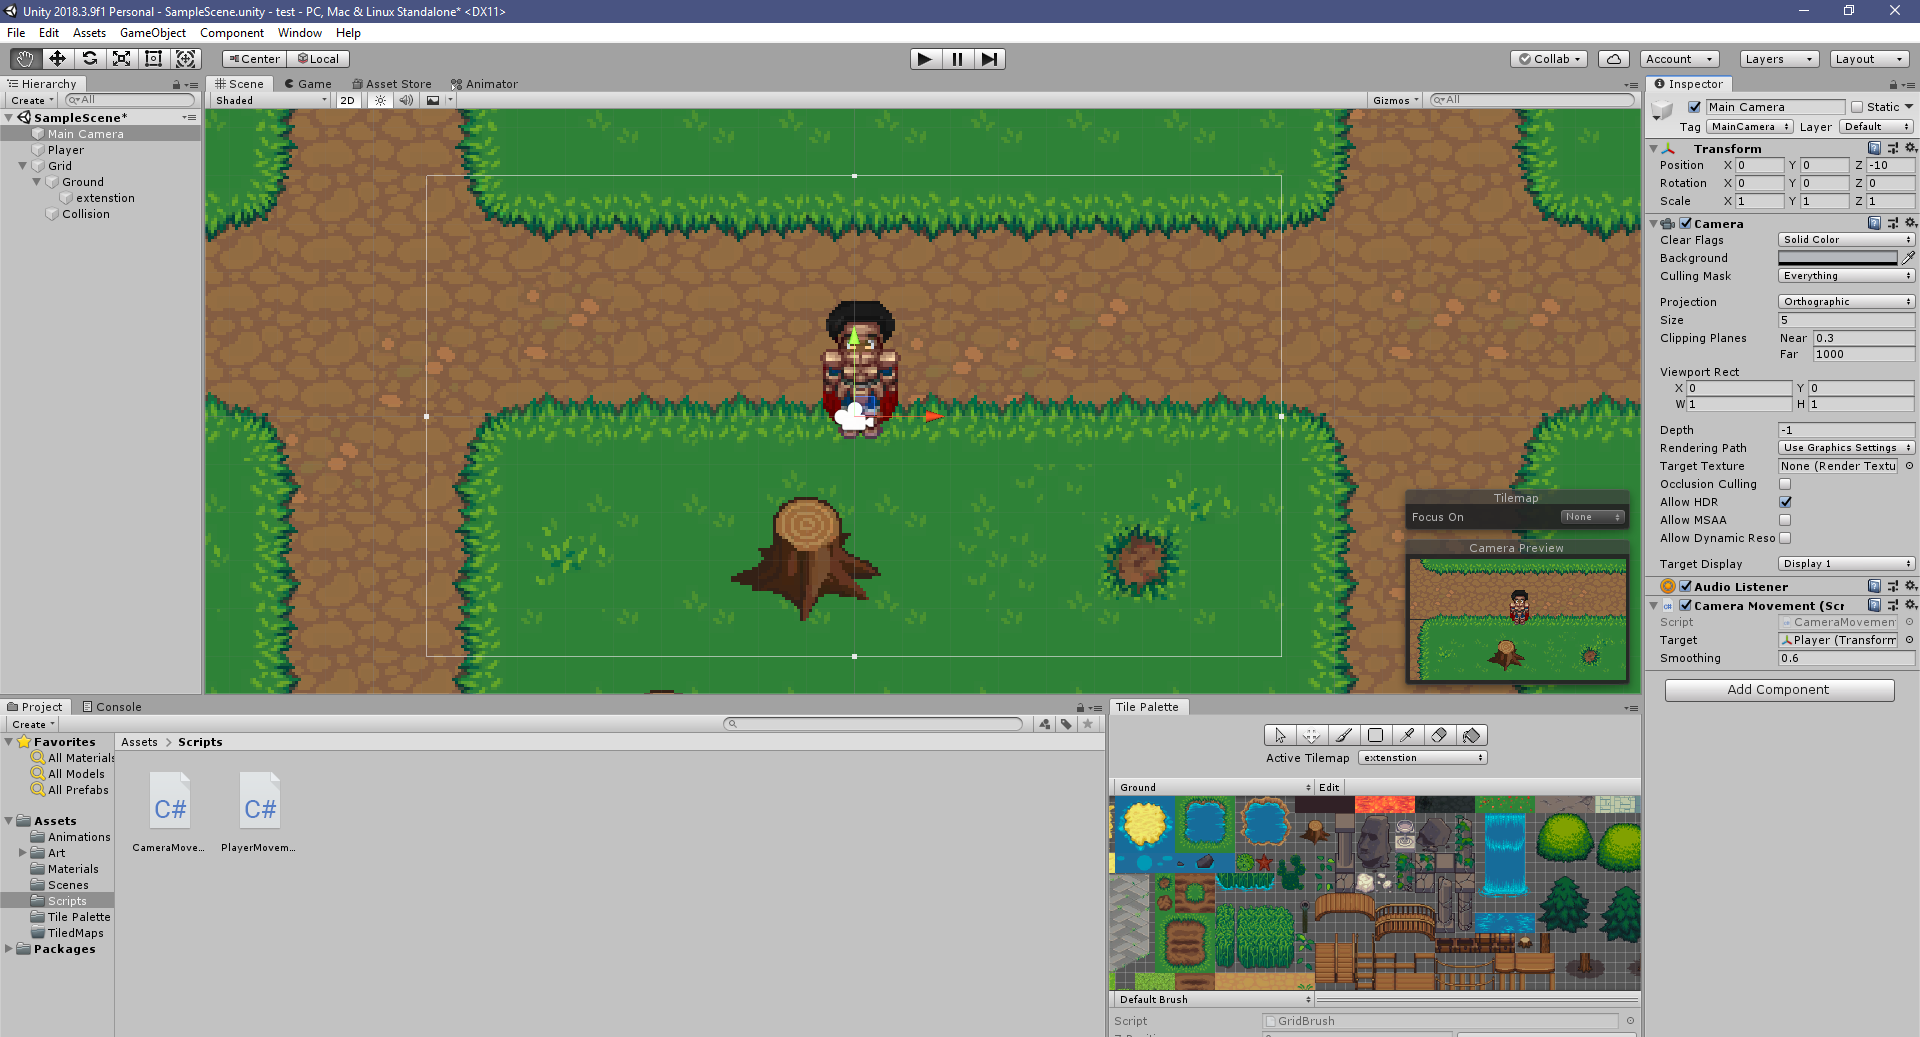 Unity 2018.3.9f1 Personal - SampleScene.unity - test - PC, Mac & Linux Standalone* <DX11>
File Edit Assets GameObject Component Window Help
Center Local
Collab Account Layers Layout
Hierarchy
Create All
SampleScene*
Main Camera
Player
Grid
Ground
extenstion
Collision
Scene Game Asset Store Animator
Shaded 2D Gizmos All
Tilemap
Focus On None
Camera Preview
Inspector
Main Camera Static
Tag MainCamera Layer Default
Transform
Position X 0 Y 0 Z -10
Rotation X 0 Y 0 Z 0
Scale X 1 Y 1 Z 1
Camera
Clear Flags Solid Color
Background
Culling Mask Everything
Projection Orthographic
Size 5
Clipping Planes Near 0.3
Far 1000
Viewport Rect
X 0 Y 0
W 1 H 1
Depth -1
Rendering Path Use Graphics Settings
Target Texture None (Render Textu
Occlusion Culling
Allow HDR
Allow MSAA
Allow Dynamic Reso
Target Display Display 1
Audio Listener
Camera Movement (Scr
Script CameraMovemen
Target Player (Transform
Smoothing 0.6
Add Component
Project Console
Create
Favorites
All Materials
All Models
All Prefabs
Assets
Animations
Art
Materials
Scenes
Scripts
Tile Palette
TiledMaps
Packages
Assets > Scripts
C# C#
CameraMove... PlayerMovem...
Tile Palette
Active Tilemap extenstion
Ground Edit
Default Brush
Script GridBrush